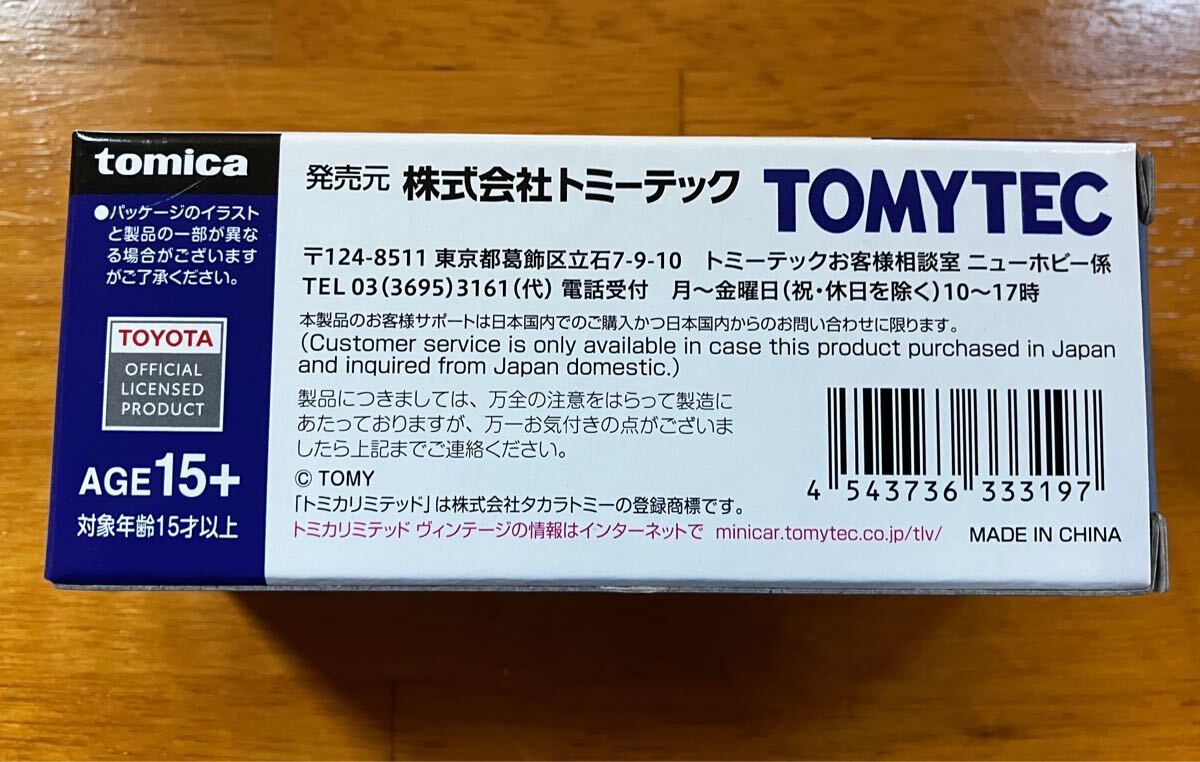 tomica
●パッケージのイラスト
と製品の一部が異な
る場合がございます
がご了承ください。
TOYOTA
OFFICIAL
LICENSED
PRODUCT
AGE15+
対象年齢15才以上
発売元 株式会社トミーテック TOMYTEC
〒124-8511 東京都葛飾区立石7-9-10 トミーテックお客様相談室 ニューホビー係
TEL 03(3695)3161(代) 電話受付 月〜金曜日(祝・休日を除く)10〜17時
本製品のお客様サポートは日本国内でのご購入かつ日本国内からのお問い合わせに限ります。
(Customer service is only available in case this product purchased in Japan
and inquired from Japan domestic.)
製品につきましては、万全の注意をはらって製造に
あたっておりますが、万一お気付きの点がございま
したら上記までご連絡ください。
© TOMY
「トミカリミテッド」は株式会社タカラトミーの登録商標です。
トミカリミテッド ヴィンテージの情報はインターネットで minicar.tomytec.co.jp/tlv/
4 543736 333197
MADE IN CHINA